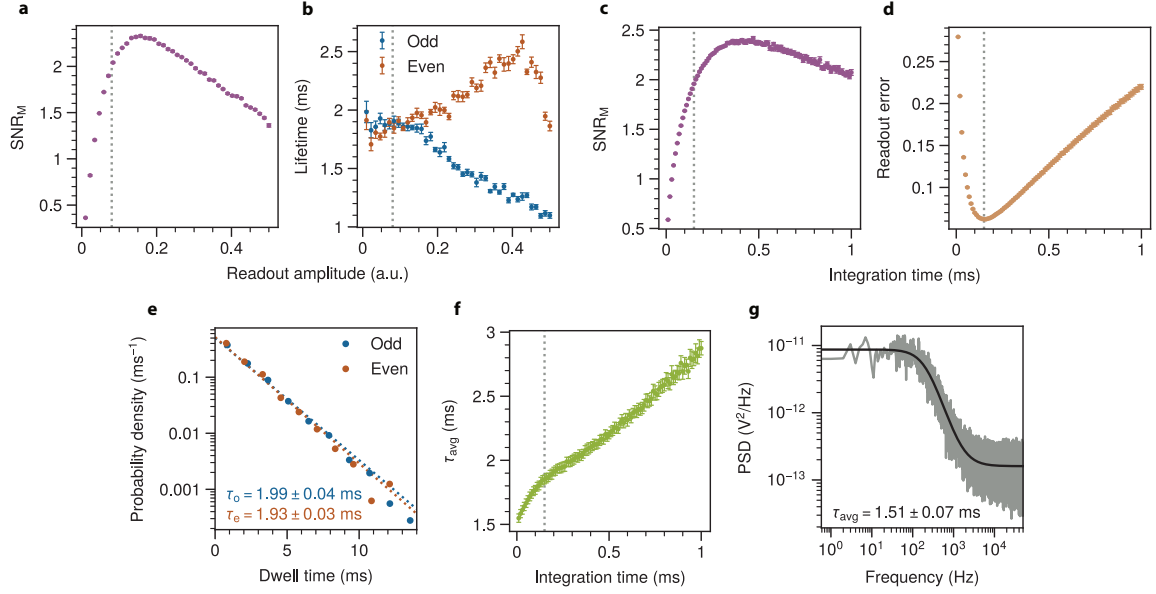 a
SNR_M
2
1.5
1
0.5
0
0.2
0.4
b
Odd
Even
Lifetime (ms)
2.5
2
1.5
1
0
0.2
0.4
Readout amplitude (a.u.)
c
SNR_M
2.5
2
1.5
1
0.5
0
0.5
1
d
Readout error
0.25
0.2
0.15
0.1
0
0.5
1
Integration time (ms)
e
Probability density (ms⁻¹)
0.1
0.01
0.001
Odd
Even
τ_o = 1.99 ± 0.04 ms
τ_e = 1.93 ± 0.03 ms
0
5
10
Dwell time (ms)
f
τ_avg (ms)
3
2.5
2
1.5
0
0.5
1
Integration time (ms)
g
PSD (V²/Hz)
10⁻¹¹
10⁻¹²
10⁻¹³
τ_avg = 1.51 ± 0.07 ms
10⁰
10¹
10²
10³
10⁴
Frequency (Hz)